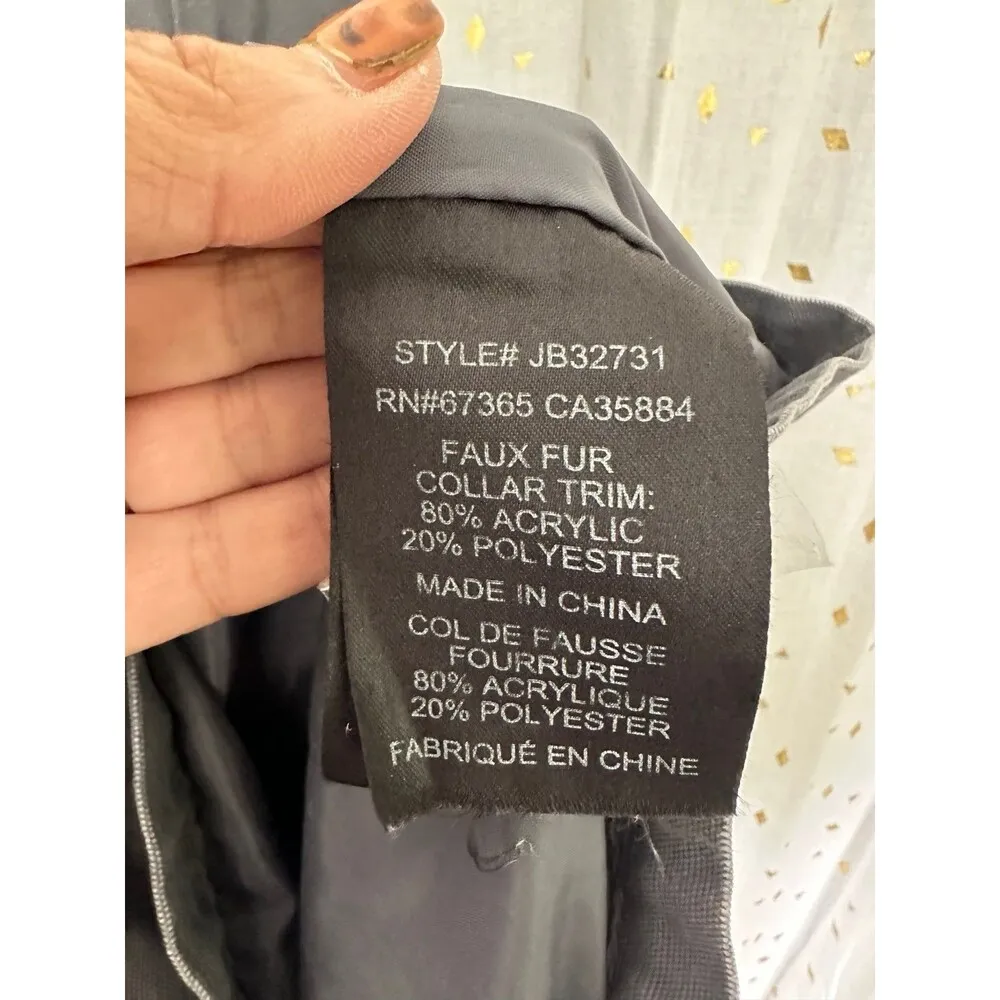 STYLE# JB32731
RN#67365 CA35884
FAUX FUR
COLLAR TRIM:
80% ACRYLIC
20% POLYESTER
MADE IN CHINA
COL DE FAUSSE
FOURRURE
80% ACRYLIQUE
20% POLYESTER
FABRIQUÉ EN CHINE